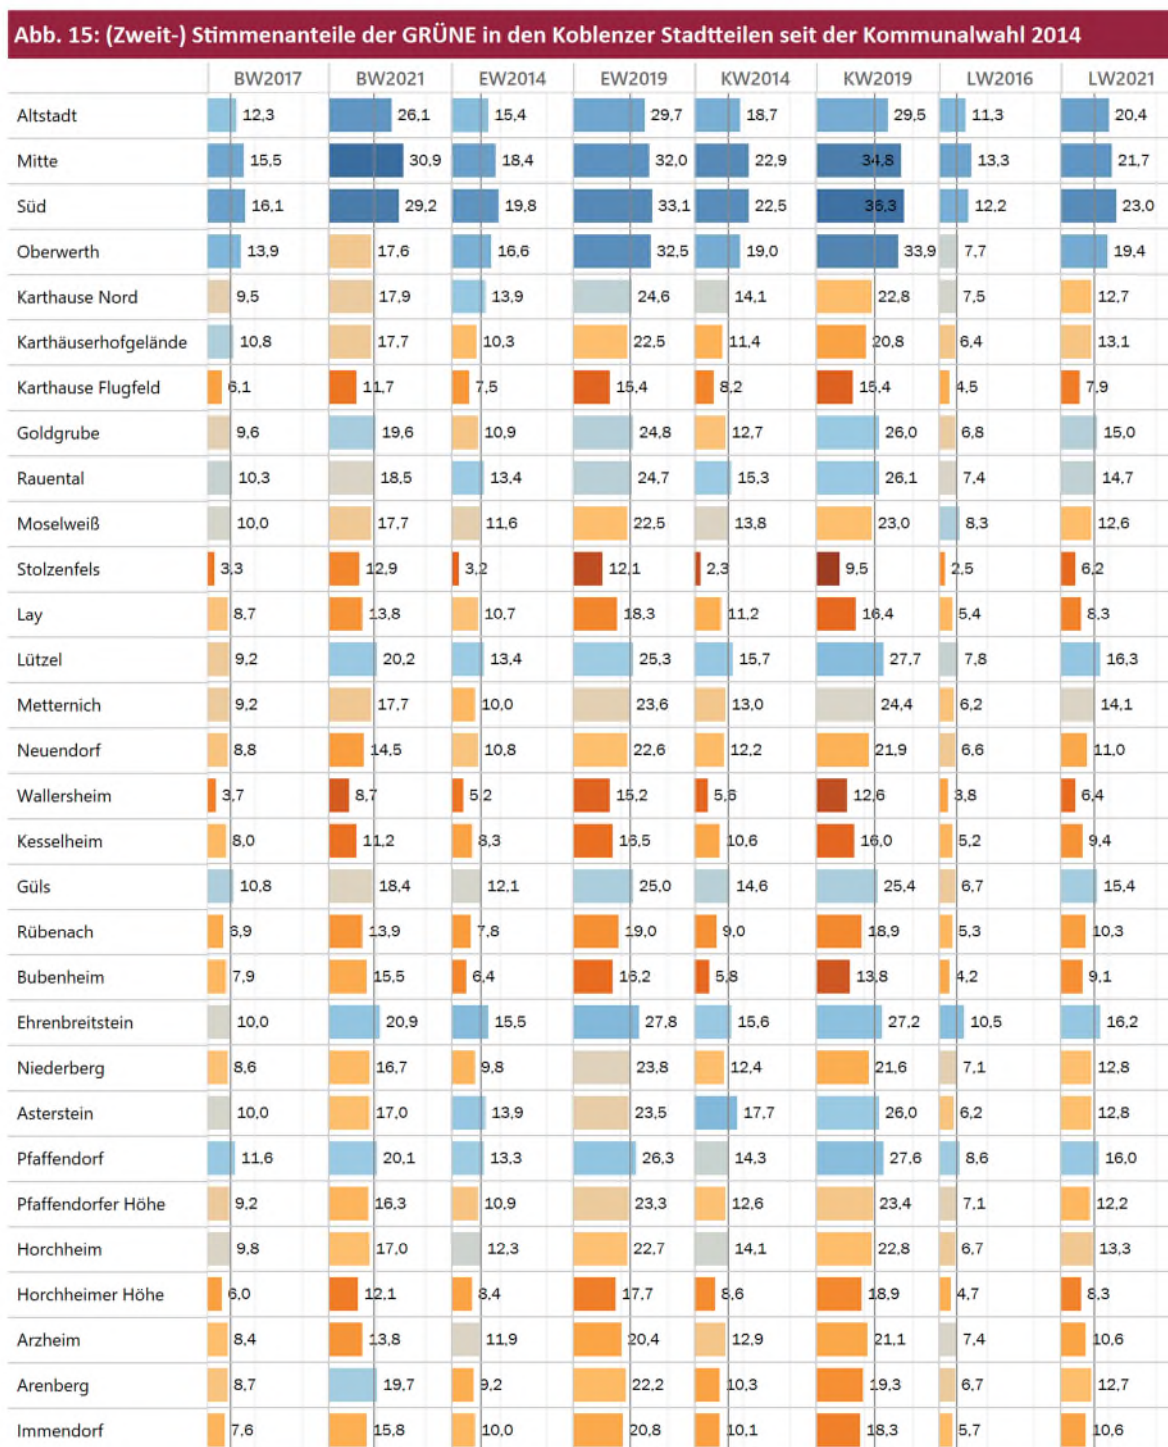 Abb. 15: (Zweit-) Stimmenanteile der GRÜNE in den Koblenzer Stadtteilen seit der Kommunalwahl 2014
BW2017 BW2021 EW2014 EW2019 KW2014 KW2019 LW2016 LW2021
Altstadt 12,3 26,1 15,4 29,7 18,7 29,5 11,3 20,4
Mitte 15,5 30,9 18,4 32,0 22,9 34,8 13,3 21,7
Süd 16,1 29,2 19,8 33,1 22,5 36,3 12,2 23,0
Oberwerth 13,9 17,6 16,6 32,5 19,0 33,9 7,7 19,4
Karthause Nord 9,5 17,9 13,9 24,6 14,1 22,8 7,5 12,7
Karthäuserhofgelände 10,8 17,7 10,3 22,5 11,4 20,8 6,4 13,1
Karthause Flugfeld 6,1 11,7 7,5 15,4 8,2 15,4 4,5 7,9
Goldgrube 9,6 19,6 10,9 24,8 12,7 26,0 6,8 15,0
Rauental 10,3 18,5 13,4 24,7 15,3 26,1 7,4 14,7
Moselweiß 10,0 17,7 11,6 22,5 13,8 23,0 8,3 12,6
Stolzenfels 3,3 12,9 3,2 12,1 2,3 9,5 2,5 6,2
Lay 8,7 13,8 10,7 18,3 11,2 16,4 5,4 8,3
Lützel 9,2 20,2 13,4 25,3 15,7 27,7 7,8 16,3
Metternich 9,2 17,7 10,0 23,6 13,0 24,4 6,2 14,1
Neuendorf 8,8 14,5 10,8 22,6 12,2 21,9 6,6 11,0
Wallersheim 3,7 8,7 5,2 15,2 5,6 12,6 3,8 6,4
Kesselheim 8,0 11,2 8,3 16,5 10,6 16,0 5,2 9,4
Güls 10,8 18,4 12,1 25,0 14,6 25,4 6,7 15,4
Rübenach 6,9 13,9 7,8 19,0 9,0 18,9 5,3 10,3
Bubenheim 7,9 15,5 6,4 16,2 5,8 13,8 4,2 9,1
Ehrenbreitstein 10,0 20,9 15,5 27,8 15,6 27,2 10,5 16,2
Niederberg 8,6 16,7 9,8 23,8 12,4 21,6 7,1 12,8
Asterstein 10,0 17,0 13,9 23,5 17,7 26,0 6,2 12,8
Pfaffendorf 11,6 20,1 13,3 26,3 14,3 27,6 8,6 16,0
Pfaffendorfer Höhe 9,2 16,3 10,9 23,3 12,6 23,4 7,1 12,2
Horchheim 9,8 17,0 12,3 22,7 14,1 22,8 6,7 13,3
Horchheimer Höhe 6,0 12,1 8,4 17,7 8,6 18,9 4,7 8,3
Arzheim 8,4 13,8 11,9 20,4 12,9 21,1 7,4 10,6
Arenberg 8,7 19,7 9,2 22,2 10,3 19,3 6,7 12,7
Immendorf 7,6 15,8 10,0 20,8 10,1 18,3 5,7 10,6